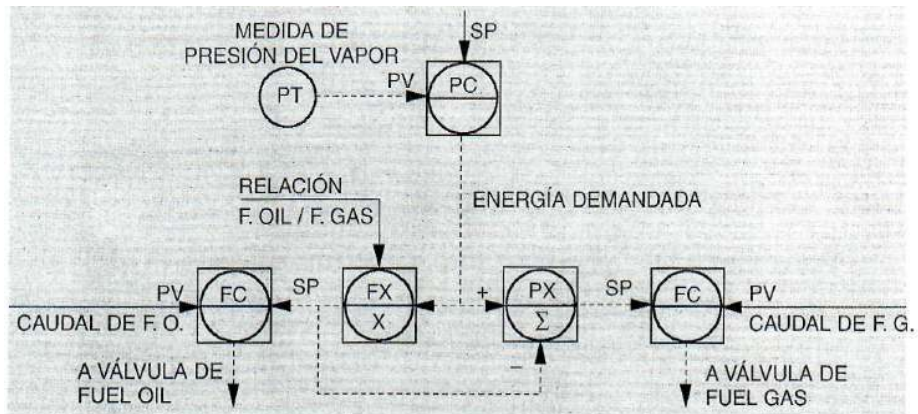 MEDIDA DE
PRESIÓN DEL VAPOR
SP
PT
PV
PC
RELACIÓN
F. OIL / F. GAS
ENERGÍA DEMANDADA
PV
FC
SP
FX
X
+
PX
Σ
−
SP
FC
PV
CAUDAL DE F. O.
CAUDAL DE F. G.
A VÁLVULA DE
FUEL OIL
A VÁLVULA DE
FUEL GAS